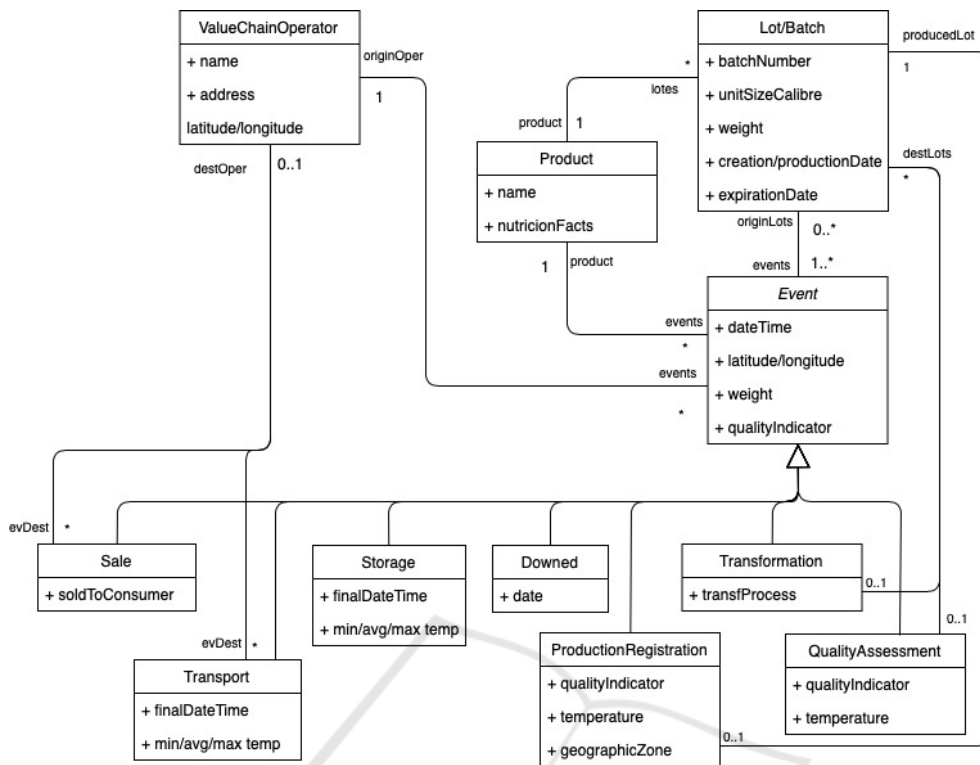 ValueChainOperator
+ name
+ address
latitude/longitude
originOper
1
destOper
0..1
Lot/Batch
+ batchNumber
+ unitSizeCalibre
+ weight
+ creation/productionDate
+ expirationDate
producedLot
1
*
lotes
product
1
Product
+ name
+ nutricionFacts
1
product
destLots
*
originLots
0..*
events
1..*
Event
+ dateTime
+ latitude/longitude
+ weight
+ qualityIndicator
events
*
events
*
evDest
*
Sale
+ soldToConsumer
evDest
*
Transport
+ finalDateTime
+ min/avg/max temp
Storage
+ finalDateTime
+ min/avg/max temp
Downed
+ date
Transformation
+ transfProcess
0..1
0..1
ProductionRegistration
+ qualityIndicator
+ temperature
+ geographicZone
0..1
QualityAssessment
+ qualityIndicator
+ temperature